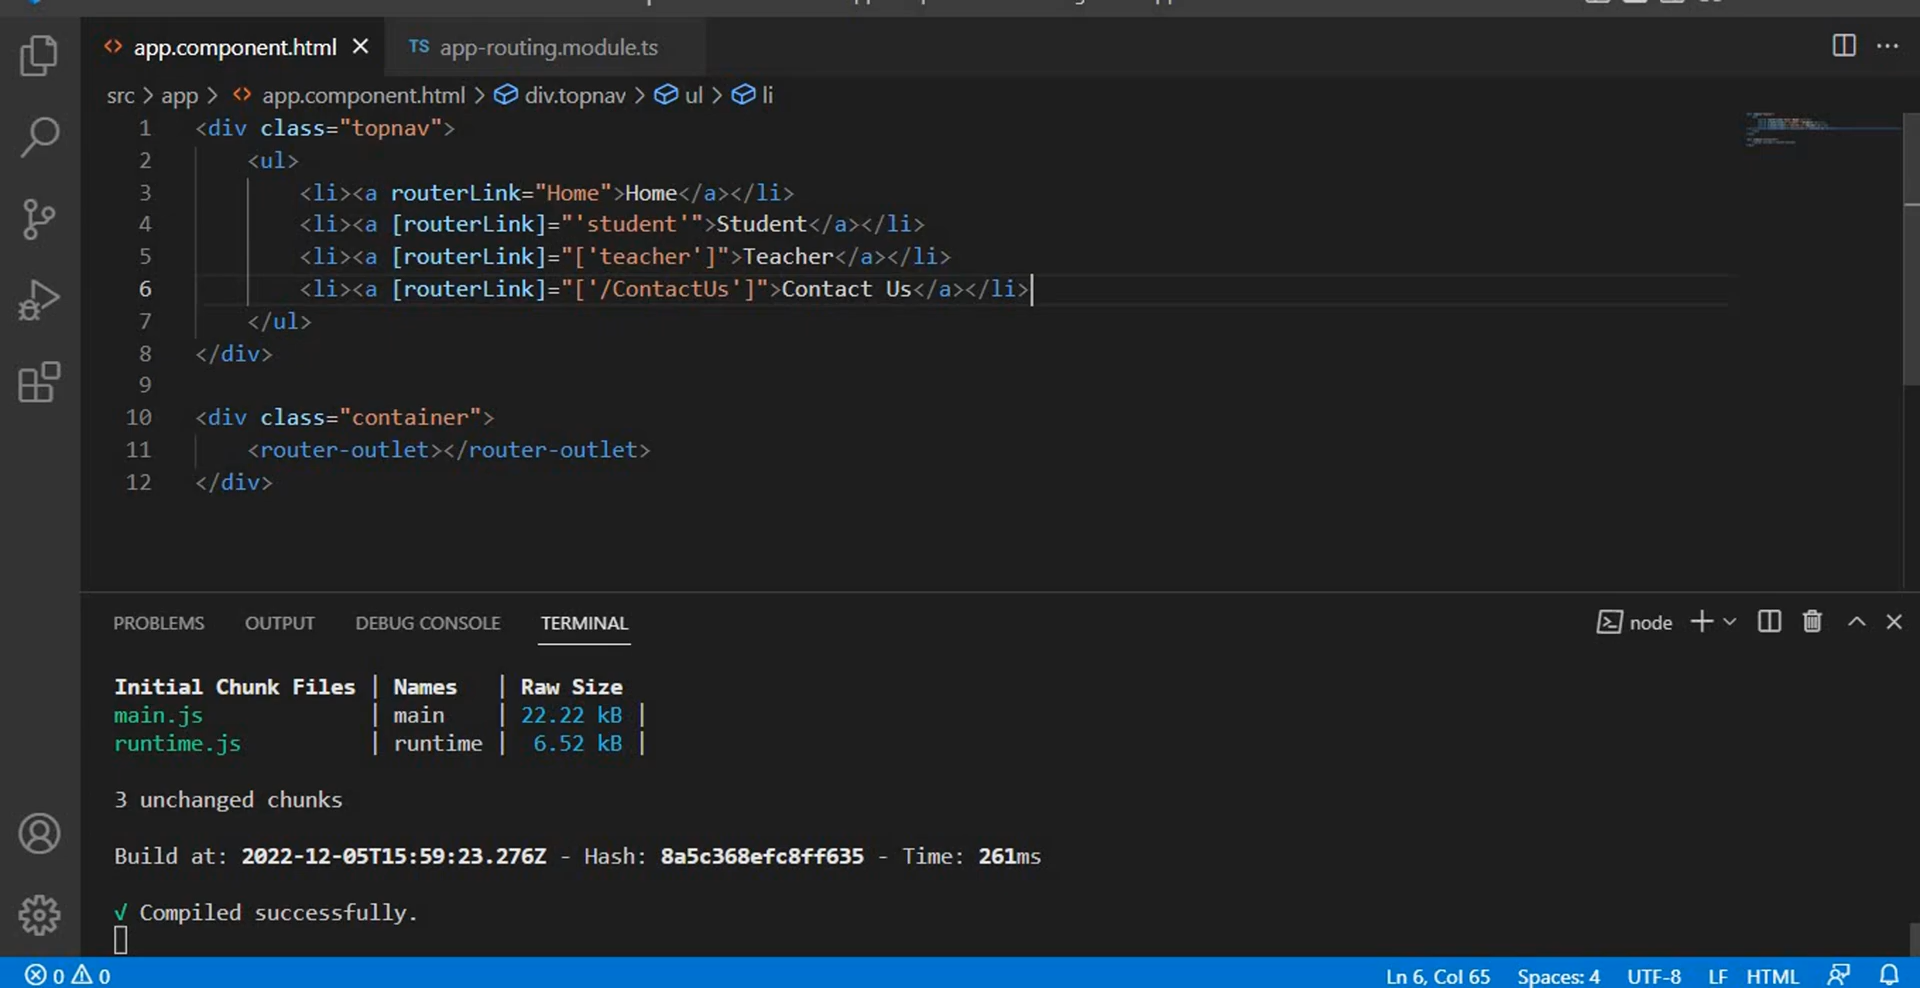 app.component.html
TS app-routing.module.ts
src > app > app.component.html > div.topnav > ul > li
1 <div class="topnav">
2 <ul>
3 <li><a routerLink="Home">Home</a></li>
4 <li><a [routerLink]="'student'">Student</a></li>
5 <li><a [routerLink]="['teacher']">Teacher</a></li>
6 <li><a [routerLink]="['/ContactUs']">Contact Us</a></li>
7 </ul>
8 </div>
9
10 <div class="container">
11 <router-outlet></router-outlet>
12 </div>
PROBLEMS OUTPUT DEBUG CONSOLE TERMINAL node
Initial Chunk Files | Names | Raw Size
main.js | main | 22.22 kB |
runtime.js | runtime | 6.52 kB |
3 unchanged chunks
Build at: 2022-12-05T15:59:23.276Z - Hash: 8a5c368efc8ff635 - Time: 261ms
√ Compiled successfully.
0 0 Ln 6, Col 65 Spaces: 4 UTF-8 LF HTML